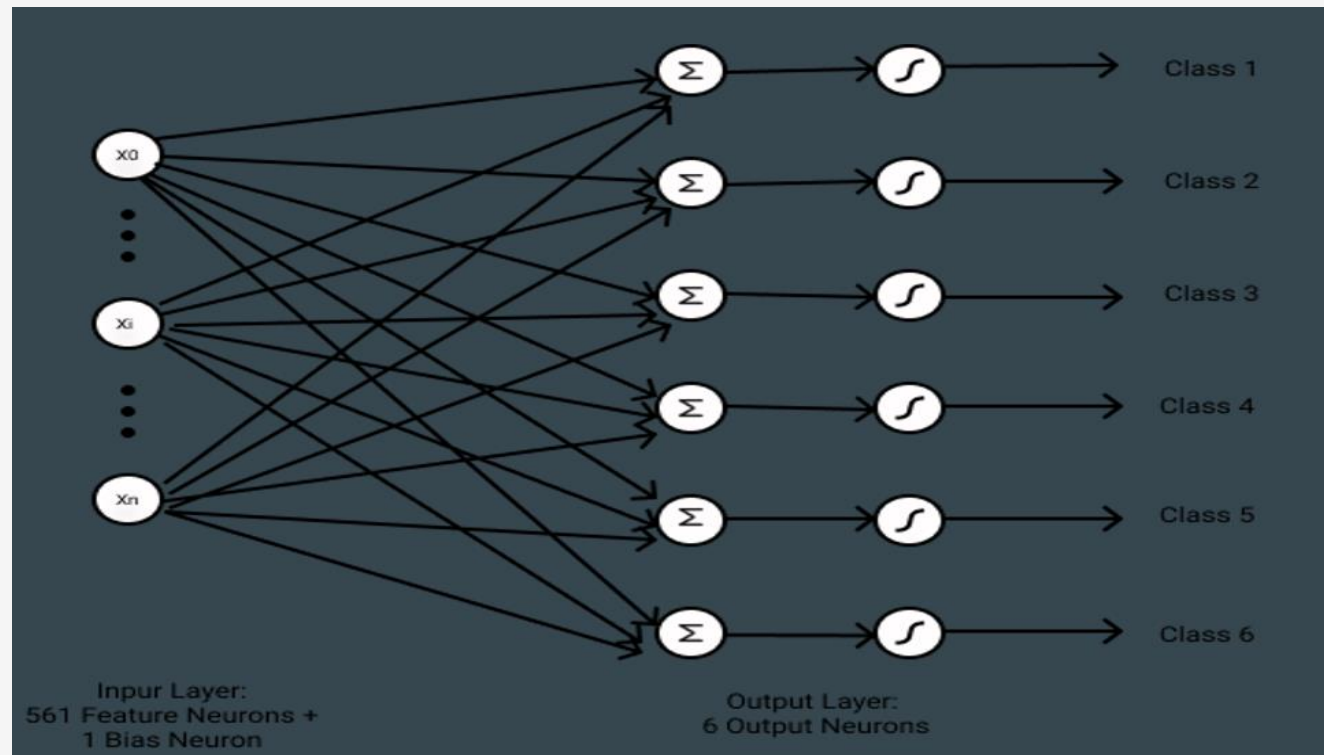 Σ
ʃ
Class 1
X0
Σ
ʃ
Class 2
Σ
ʃ
Class 3
Xi
Σ
ʃ
Class 4
Xn
Σ
ʃ
Class 5
Σ
ʃ
Class 6
Inpur Layer:
561 Feature Neurons +
1 Bias Neuron
Output Layer:
6 Output Neurons